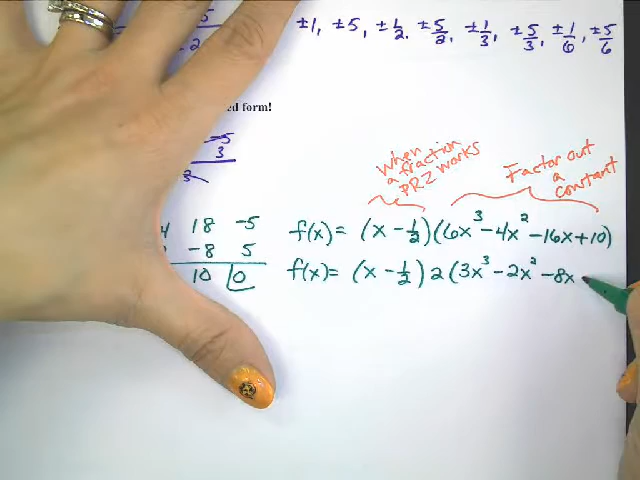 ±1, ±5, ±1/2, ±5/2, ±1/3, ±5/3, ±1/6, ±5/6
form!
-5
3
When a fraction PRZ works
Factor out a constant
18 -5
-8 5
10 0
f(x) = (x - 1/2)(6x³ - 4x² - 16x + 10)
f(x) = (x - 1/2) 2 (3x³ - 2x² - 8x